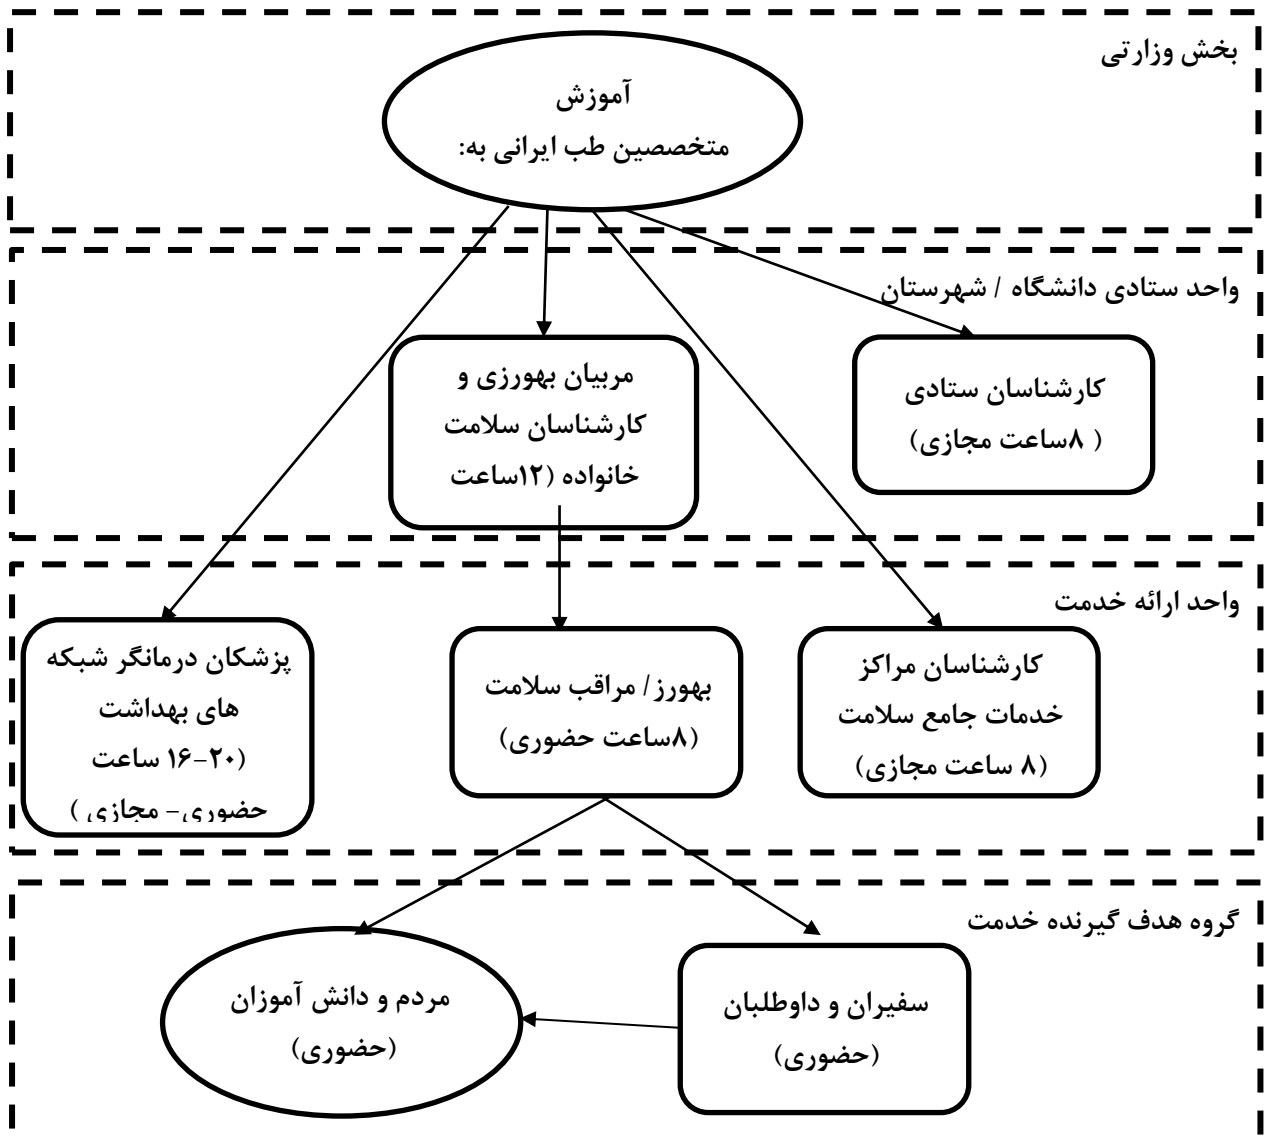 بخش وزارتی
آموزش
متخصصین طب ایرانی به:
واحد ستادی دانشگاه / شهرستان
کارشناسان ستادی
( ۸ساعت مجازی)
مربیان بهورزی و
کارشناسان سلامت
خانواده (۱۲ساعت
واحد ارائه خدمت
کارشناسان مراکز
خدمات جامع سلامت
(۸ ساعت مجازی)
بهورز/ مراقب سلامت
(۸ساعت حضوری)
پزشکان درمانگر شبکه
های بهداشت
(۲۰-۱۶ ساعت
حضوری- مجازی )
گروه هدف گیرنده خدمت
سفیران و داوطلبان
(حضوری)
مردم و دانش آموزان
(حضوری)